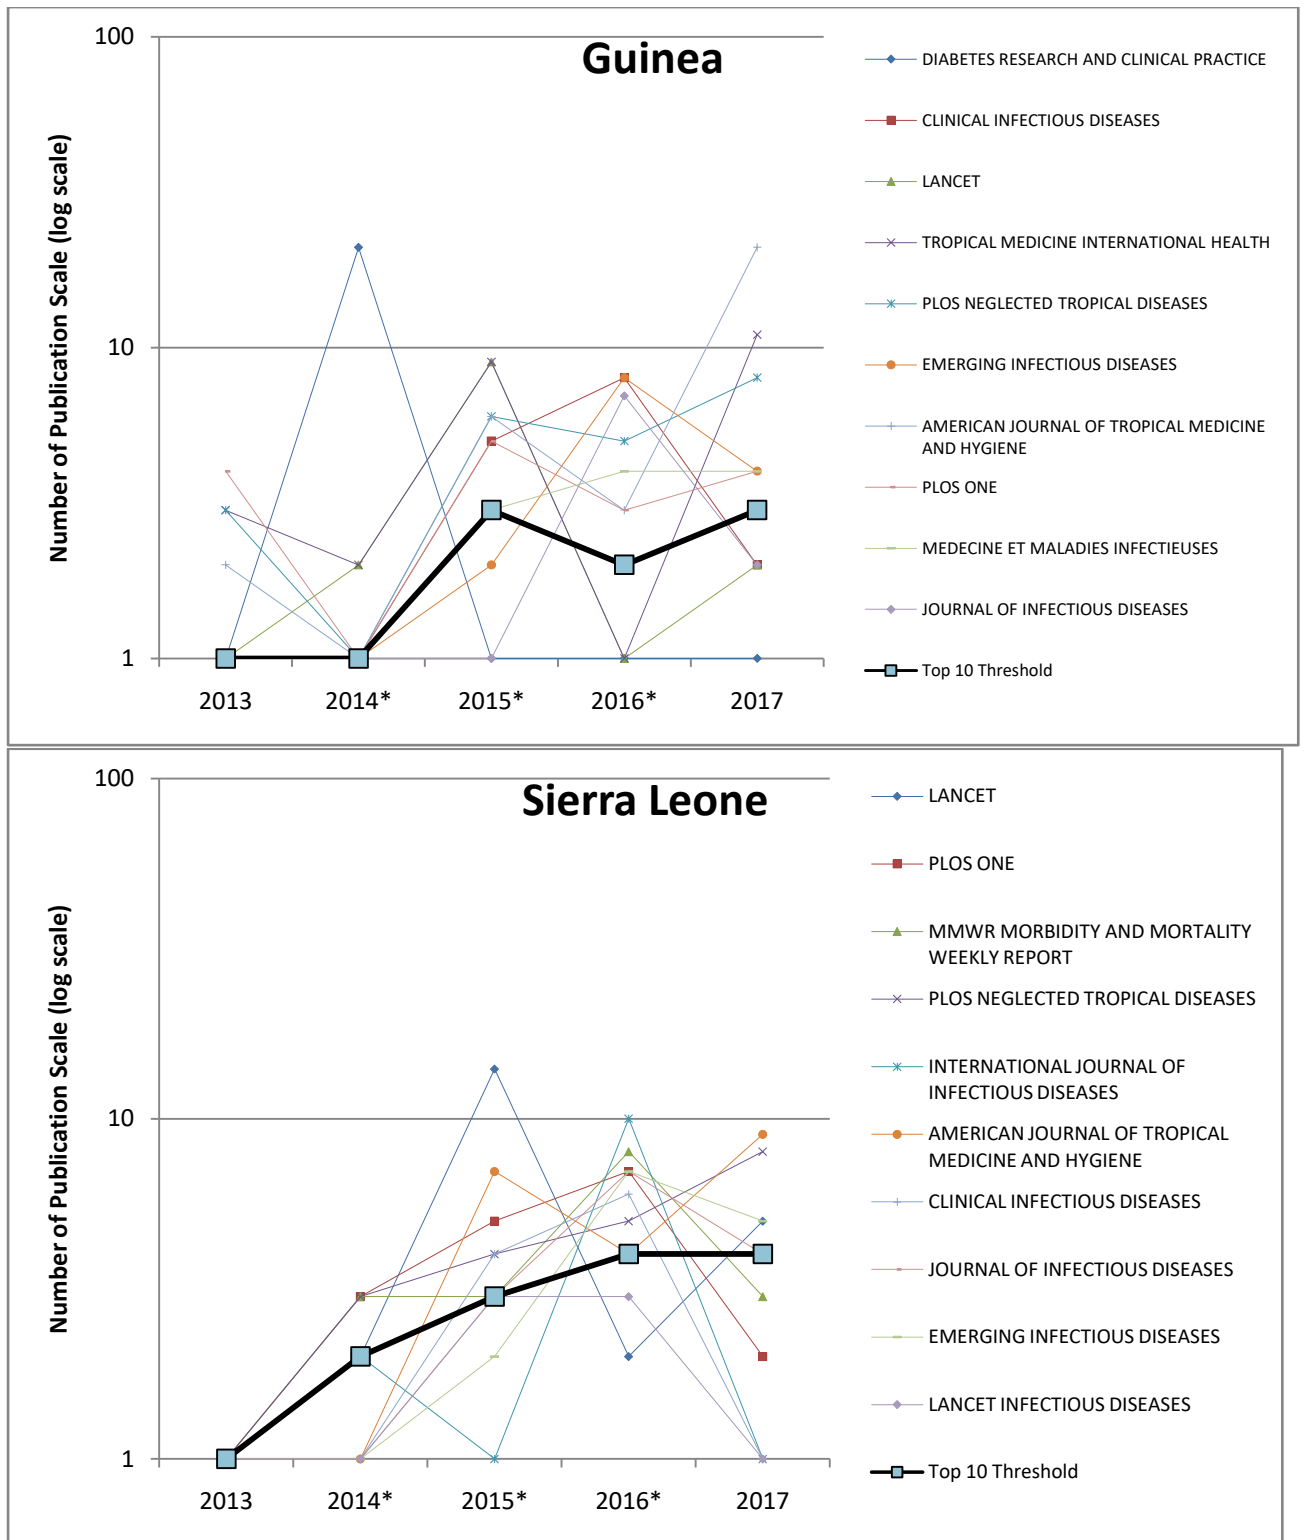 Guinea
Number of Publication Scale (log scale)
100
10
1
2013
2014*
2015*
2016*
2017
DIABETES RESEARCH AND CLINICAL PRACTICE
CLINICAL INFECTIOUS DISEASES
LANCET
TROPICAL MEDICINE INTERNATIONAL HEALTH
PLOS NEGLECTED TROPICAL DISEASES
EMERGING INFECTIOUS DISEASES
AMERICAN JOURNAL OF TROPICAL MEDICINE
AND HYGIENE
PLOS ONE
MEDECINE ET MALADIES INFECTIEUSES
JOURNAL OF INFECTIOUS DISEASES
Top 10 Threshold
Sierra Leone
Number of Publication Scale (log scale)
100
10
1
2013
2014*
2015*
2016*
2017
LANCET
PLOS ONE
MMWR MORBIDITY AND MORTALITY
WEEKLY REPORT
PLOS NEGLECTED TROPICAL DISEASES
INTERNATIONAL JOURNAL OF
INFECTIOUS DISEASES
AMERICAN JOURNAL OF TROPICAL
MEDICINE AND HYGIENE
CLINICAL INFECTIOUS DISEASES
JOURNAL OF INFECTIOUS DISEASES
EMERGING INFECTIOUS DISEASES
LANCET INFECTIOUS DISEASES
Top 10 Threshold